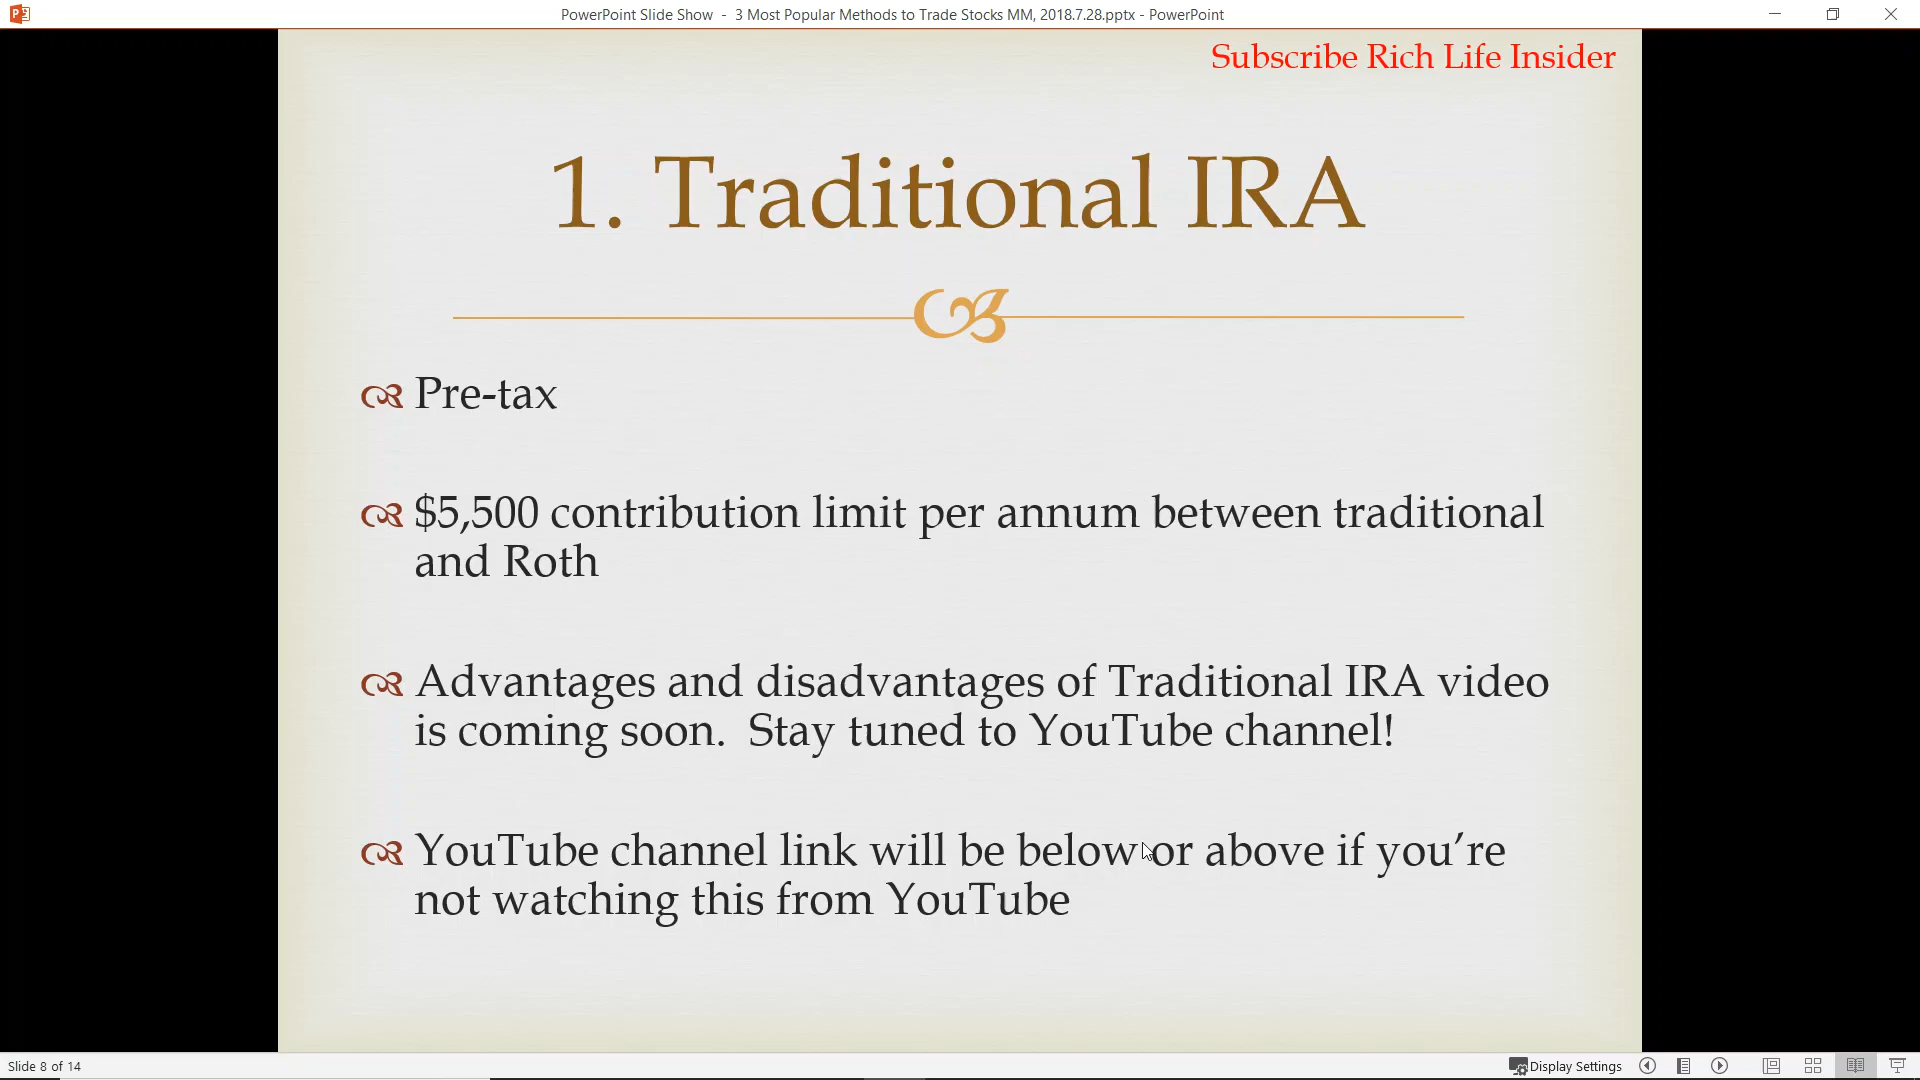 PowerPoint Slide Show - 3 Most Popular Methods to Trade Stocks MM, 2018.7.28.pptx - PowerPoint
Subscribe Rich Life Insider
1. Traditional IRA
Pre-tax
$5,500 contribution limit per annum between traditional
and Roth
Advantages and disadvantages of Traditional IRA video
is coming soon.  Stay tuned to YouTube channel!
YouTube channel link will be below or above if you’re
not watching this from YouTube
Slide 8 of 14
Display Settings